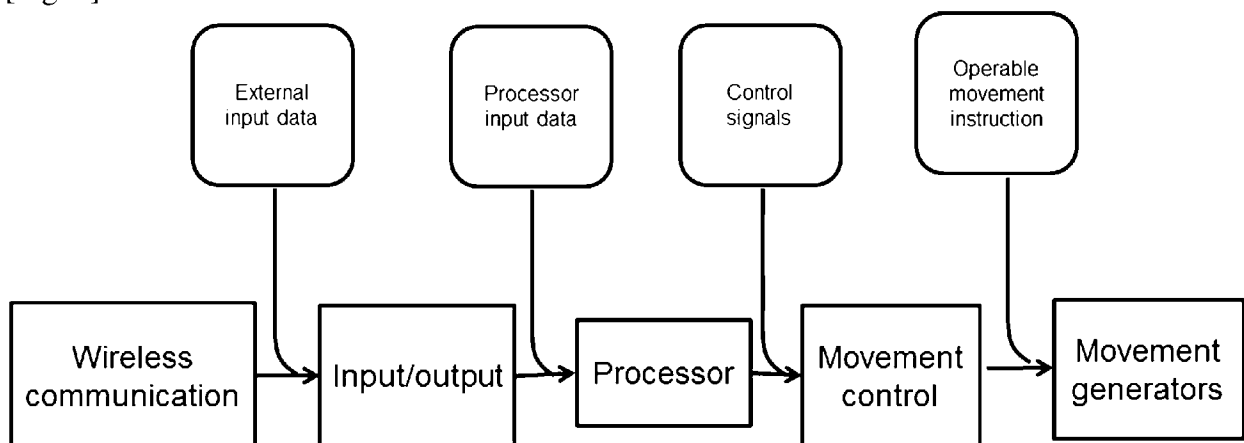 External
input data
Processor
input data
Control
signals
Operable
movement
instruction
Wireless
communication
Input/output
Processor
Movement
control
Movement
generators